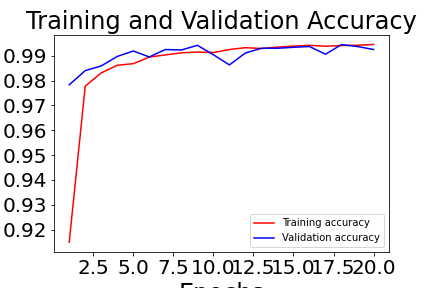 Training and Validation Accuracy
0.99
0.98
0.97
0.96
0.95
0.94
0.93
0.92
Training accuracy
Validation accuracy
2.5 5.0 7.5 10.0 12.5 15.0 17.5 20.0
Epochs